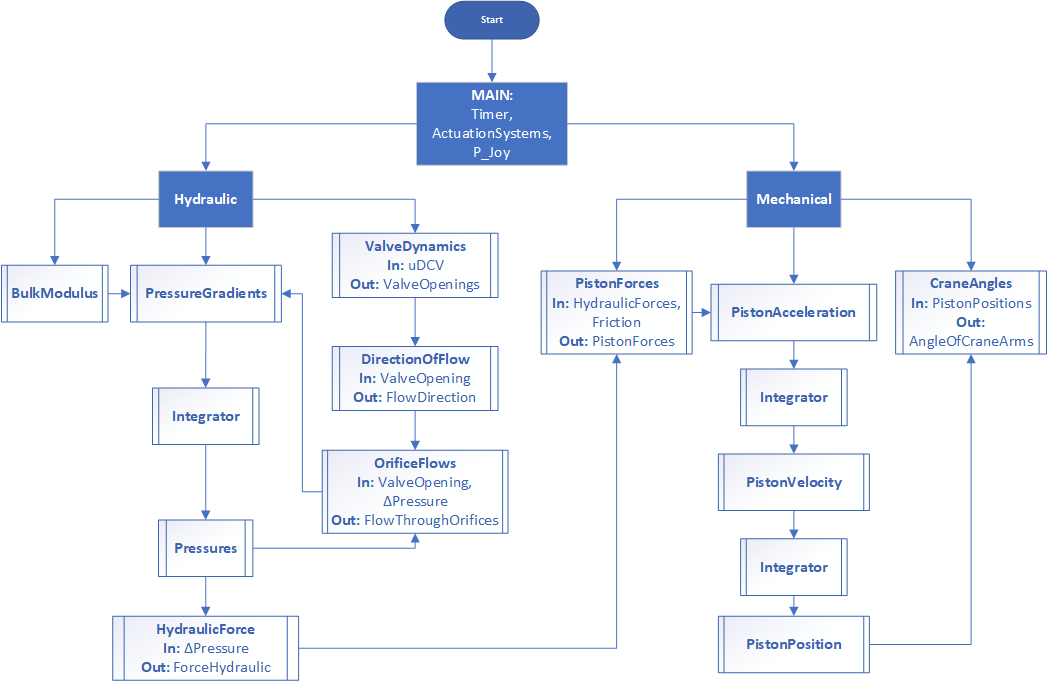 Start
MAIN:
Timer,
ActuationSystems,
P_Joy
Hydraulic
Mechanical
ValveDynamics
In: uDCV
Out: ValveOpenings
BulkModulus
PressureGradients
PistonForces
In: HydraulicForces,
Friction
Out: PistonForces
PistonAcceleration
CraneAngles
In: PistonPositions
Out:
AngleOfCraneArms
DirectionOfFlow
In: ValveOpening
Out: FlowDirection
Integrator
Integrator
OrificeFlows
In: ValveOpening,
ΔPressure
Out: FlowThroughOrifices
PistonVelocity
Pressures
Integrator
HydraulicForce
In: ΔPressure
Out: ForceHydraulic
PistonPosition